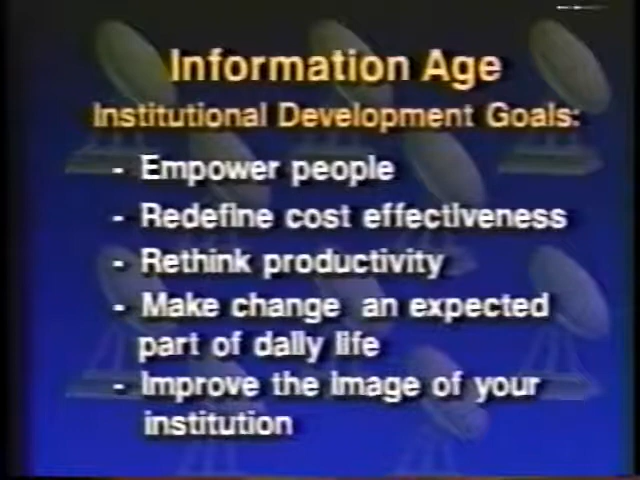 Information Age
Institutional Development Goals:
- Empower people
- Redefine cost effectiveness
- Rethink productivity
- Make change an expected
part of daily life
- Improve the image of your
institution